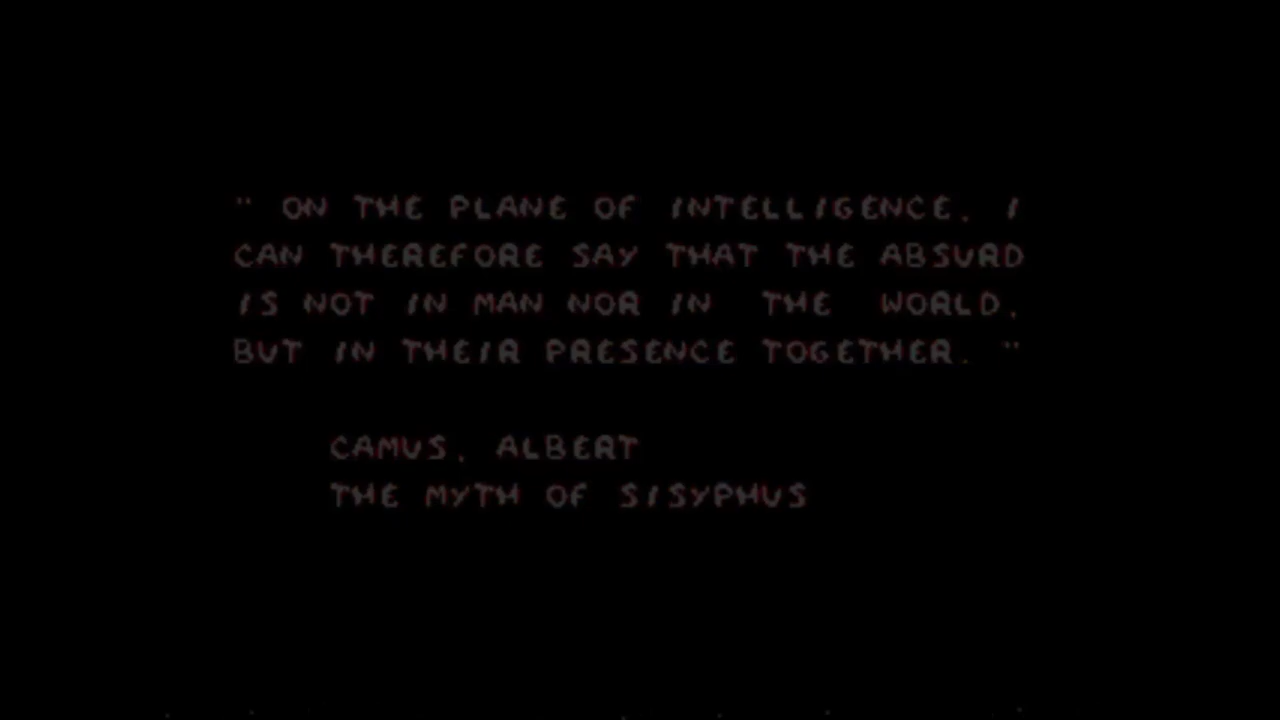 " ON THE PLANE OF INTELLIGENCE, I
CAN THEREFORE SAY THAT THE ABSURD
IS NOT IN MAN NOR IN THE WORLD,
BUT IN THEIR PRESENCE TOGETHER. "
CAMUS, ALBERT
THE MYTH OF SISYPHUS